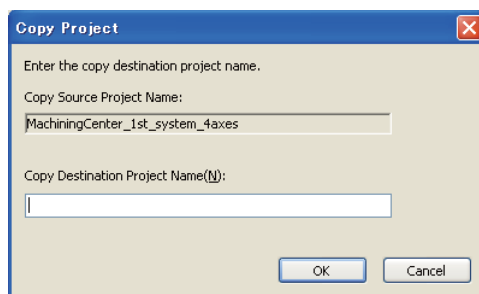 Copy Project
Enter the copy destination project name.
Copy Source Project Name:
MachiningCenter_1st_system_4axes
Copy Destination Project Name(N):
OK
Cancel